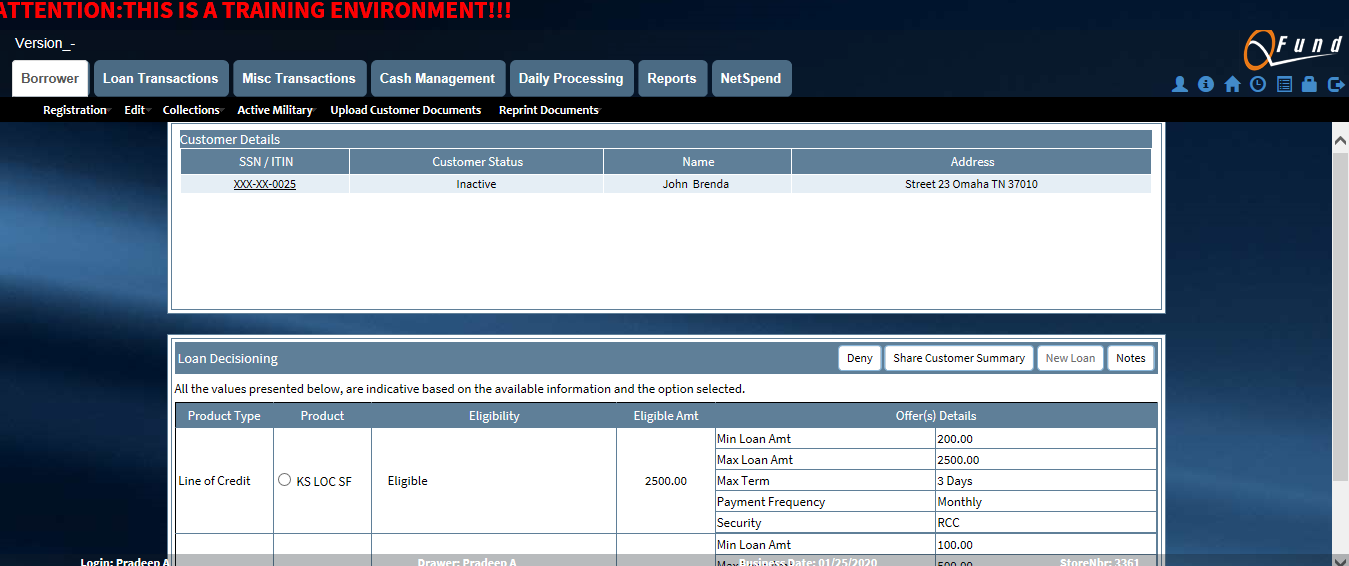 ATTENTION:THIS IS A TRAINING ENVIRONMENT!!!
Version_-
QFund
Borrower Loan Transactions Misc Transactions Cash Management Daily Processing Reports NetSpend
Registration Edit Collections Active Military Upload Customer Documents Reprint Documents
Customer Details
SSN / ITIN Customer Status Name Address
XXX-XX-0025 Inactive John Brenda Street 23 Omaha TN 37010
Loan Decisioning Deny Share Customer Summary New Loan Notes
All the values presented below, are indicative based on the available information and the option selected.
Product Type Product Eligibility Eligible Amt Offer(s) Details
Min Loan Amt 200.00
Max Loan Amt 2500.00
Line of Credit KS LOC SF Eligible 2500.00 Max Term 3 Days
Payment Frequency Monthly
Security RCC
Min Loan Amt 100.00
Max Loan Amt 500.00
Login: Pradeep A Drawer: Pradeep A Business Date: 01/25/2020 StoreNbr: 3361